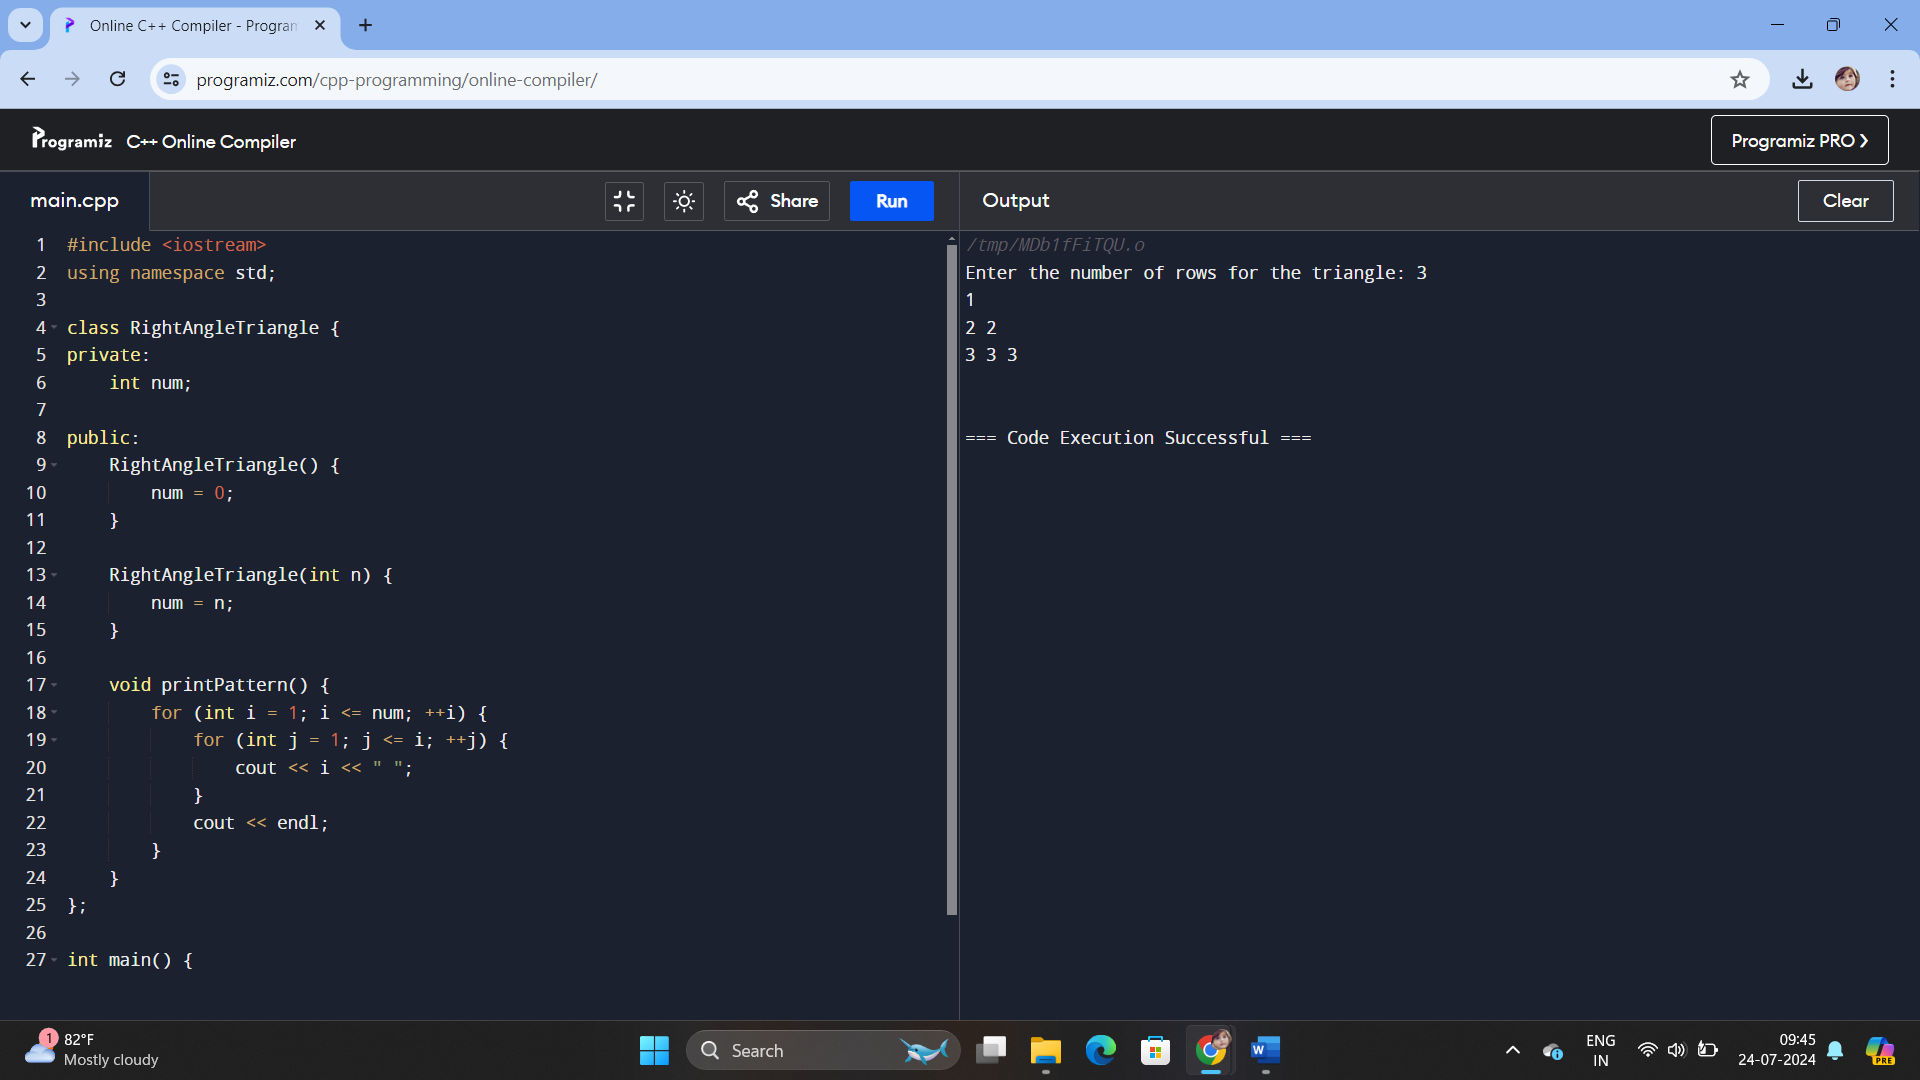 Online C++ Compiler - Program
programiz.com/cpp-programming/online-compiler/
Programiz C++ Online Compiler
Programiz PRO
main.cpp
Share
Run
Output
Clear
1 #include <iostream>
2 using namespace std;
3
4 class RightAngleTriangle {
5 private:
6     int num;
7
8 public:
9     RightAngleTriangle() {
10         num = 0;
11     }
12
13     RightAngleTriangle(int n) {
14         num = n;
15     }
16
17     void printPattern() {
18         for (int i = 1; i <= num; ++i) {
19             for (int j = 1; j <= i; ++j) {
20                 cout << i << " ";
21             }
22             cout << endl;
23         }
24     }
25 };
26
27 int main() {
/tmp/MDb1fFiTQU.o
Enter the number of rows for the triangle: 3
1
2 2
3 3 3
=== Code Execution Successful ===
1
82°F
Mostly cloudy
Search
W
ENG
IN
09:45
24-07-2024
PRE